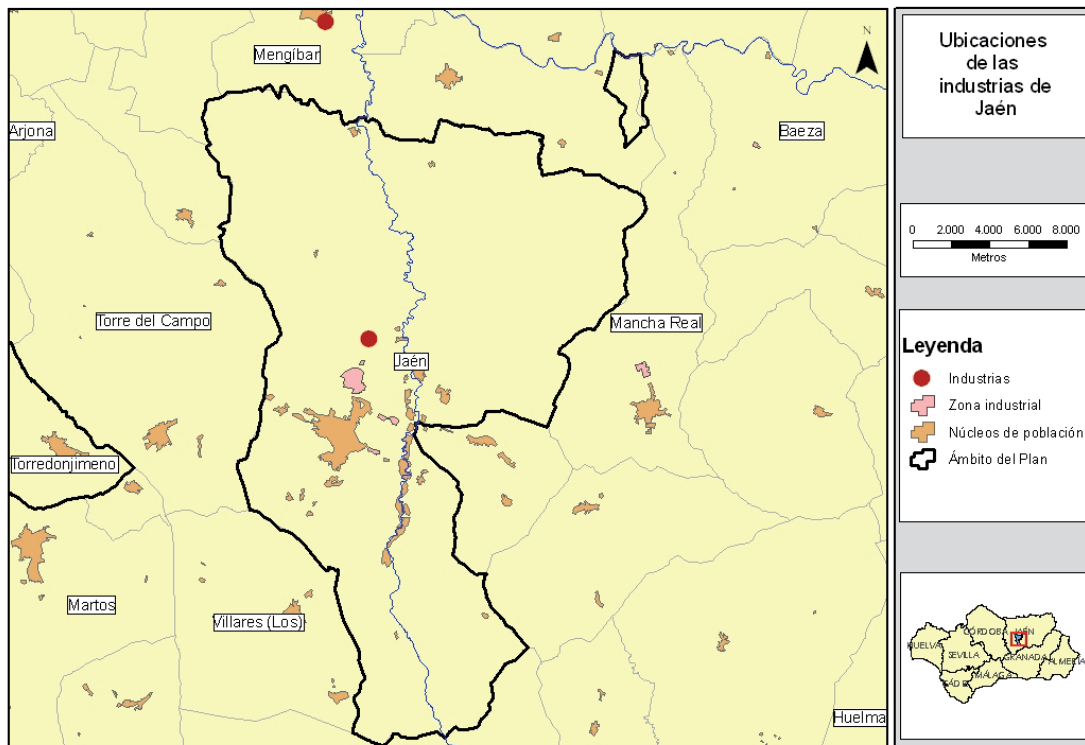 Mengíbar
N
Arjona
Baeza
Torre del Campo
Mancha Real
Jaén
Torredonjimeno
Martos
Villares (Los)
Huelma
Ubicaciones
de las
industrias de
Jaén
0 2.000 4.000 6.000 8.000
Metros
Leyenda
Industrias
Zona industrial
Núcleos de población
Ámbito del Plan
CÓRDOBA JAÉN
HUELVA
SEVILLA
GRANADA
ALMERÍA
MÁLAGA